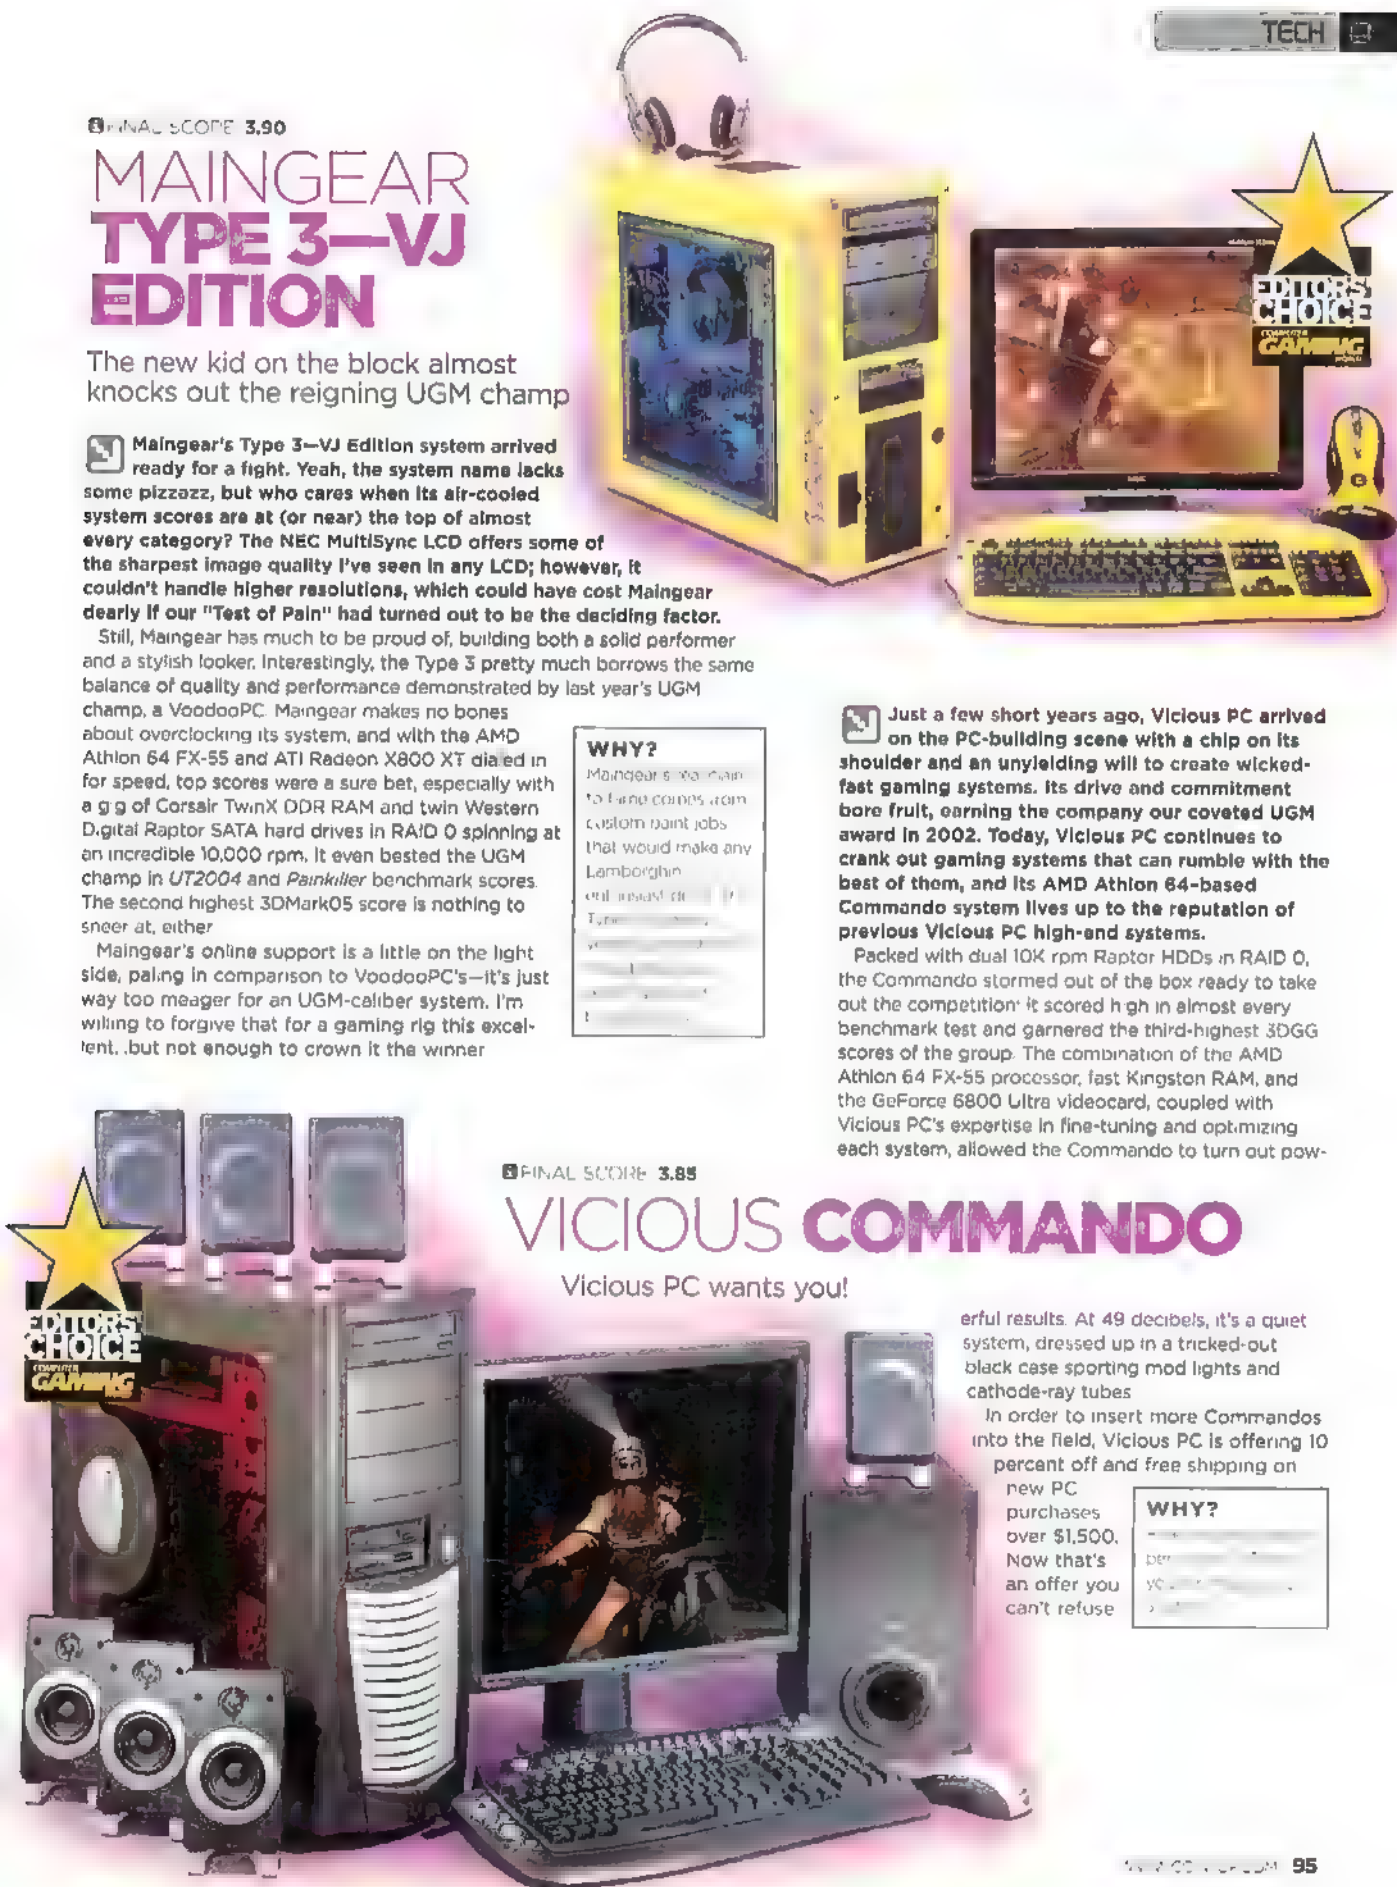 TECH
FINAL SCORE 3.90
MAINGEAR
TYPE 3—VJ
EDITION
The new kid on the block almost
knocks out the reigning UGM champ
Maingear's Type 3—VJ Edition system arrived
ready for a fight. Yeah, the system name lacks
some pizzazz, but who cares when its air-cooled
system scores are at (or near) the top of almost
every category? The NEC MultiSync LCD offers some of
the sharpest image quality I've seen in any LCD; however, it
couldn't handle higher resolutions, which could have cost Maingear
dearly if our "Test of Pain" had turned out to be the deciding factor.
Still, Maingear has much to be proud of, building both a solid performer
and a stylish looker. Interestingly, the Type 3 pretty much borrows the same
balance of quality and performance demonstrated by last year's UGM
champ, a VoodooPC. Maingear makes no bones
about overclocking its system, and with the AMD
Athlon 64 FX-55 and ATI Radeon X800 XT dialed in
for speed, top scores were a sure bet, especially with
a gig of Corsair TwinX DDR RAM and twin Western
Digital Raptor SATA hard drives in RAID 0 spinning at
an incredible 10,000 rpm. It even bested the UGM
champ in UT2004 and Painkiller benchmark scores.
The second highest 3DMark05 score is nothing to
sneer at, either
Maingear's online support is a little on the light
side, paling in comparison to VoodooPC's—it's just
way too meager for an UGM-caliber system. I'm
willing to forgive that for a gaming rig this excel-
lent...but not enough to crown it the winner
WHY?
Maingear's claim
to fame comes from
custom paint jobs
that would make any
Lamborghini
EDITORS'
CHOICE
COMPUTER
GAMING
WORLD
Just a few short years ago, Vicious PC arrived
on the PC-building scene with a chip on its
shoulder and an unyielding will to create wicked-
fast gaming systems. Its drive and commitment
bore fruit, earning the company our coveted UGM
award in 2002. Today, Vicious PC continues to
crank out gaming systems that can rumble with the
best of them, and its AMD Athlon 64-based
Commando system lives up to the reputation of
previous Vicious PC high-end systems.
Packed with dual 10K rpm Raptor HDDs in RAID 0,
the Commando stormed out of the box ready to take
out the competition: it scored high in almost every
benchmark test and garnered the third-highest 3DGG
scores of the group. The combination of the AMD
Athlon 64 FX-55 processor, fast Kingston RAM, and
the GeForce 6800 Ultra videocard, coupled with
Vicious PC's expertise in fine-tuning and optimizing
each system, allowed the Commando to turn out pow-
FINAL SCORE 3.85
VICIOUS COMMANDO
Vicious PC wants you!
EDITORS'
CHOICE
COMPUTER
GAMING
erful results. At 49 decibels, it's a quiet
system, dressed up in a tricked-out
black case sporting mod lights and
cathode-ray tubes
In order to insert more Commandos
into the field, Vicious PC is offering 10
percent off and free shipping on
new PC
purchases
over $1,500.
Now that's
an offer you
can't refuse
WHY?
95